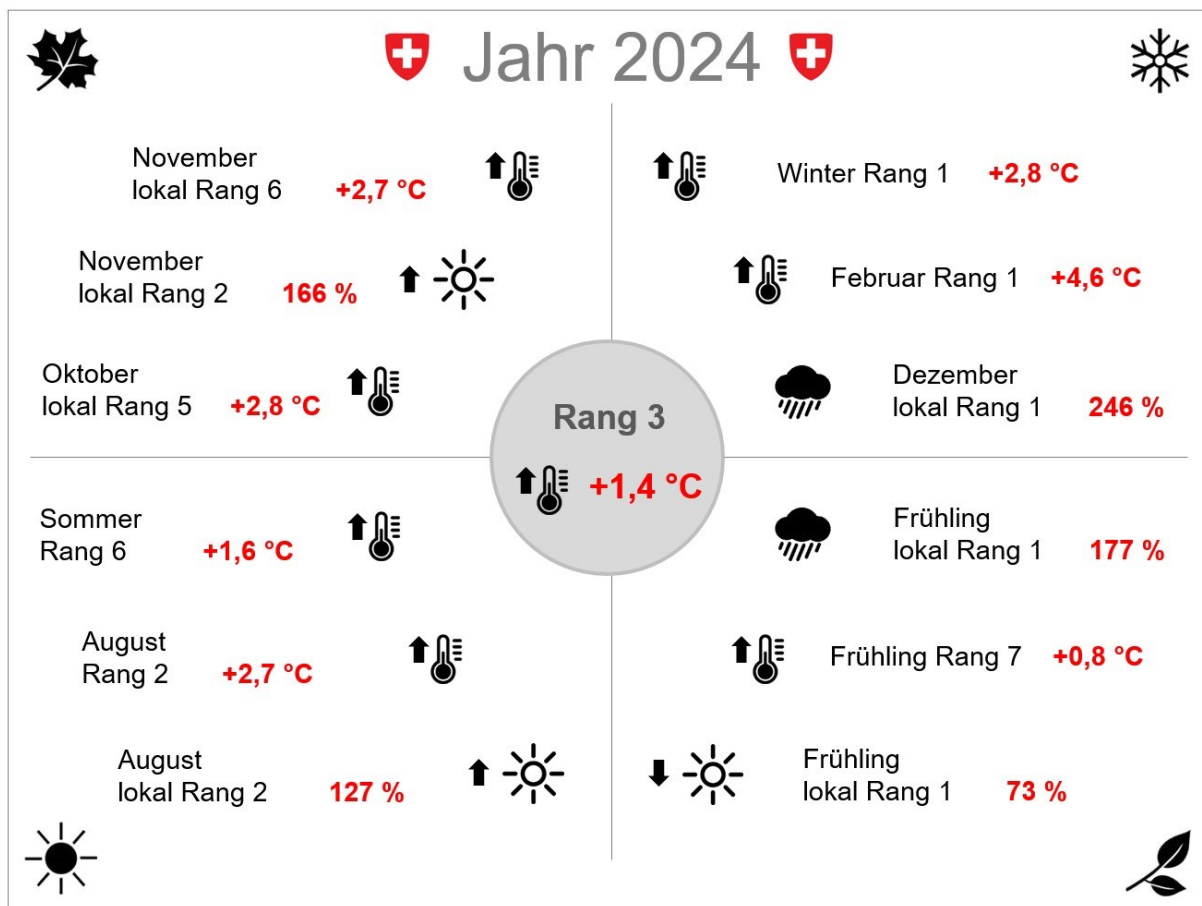 Jahr 2024
November
lokal Rang 6 +2,7 °C
November
lokal Rang 2 166 %
Oktober
lokal Rang 5 +2,8 °C
Winter Rang 1 +2,8 °C
Februar Rang 1 +4,6 °C
Dezember
lokal Rang 1 246 %
Rang 3
+1,4 °C
Sommer
Rang 6 +1,6 °C
August
Rang 2 +2,7 °C
August
lokal Rang 2 127 %
Frühling
lokal Rang 1 177 %
Frühling Rang 7 +0,8 °C
Frühling
lokal Rang 1 73 %